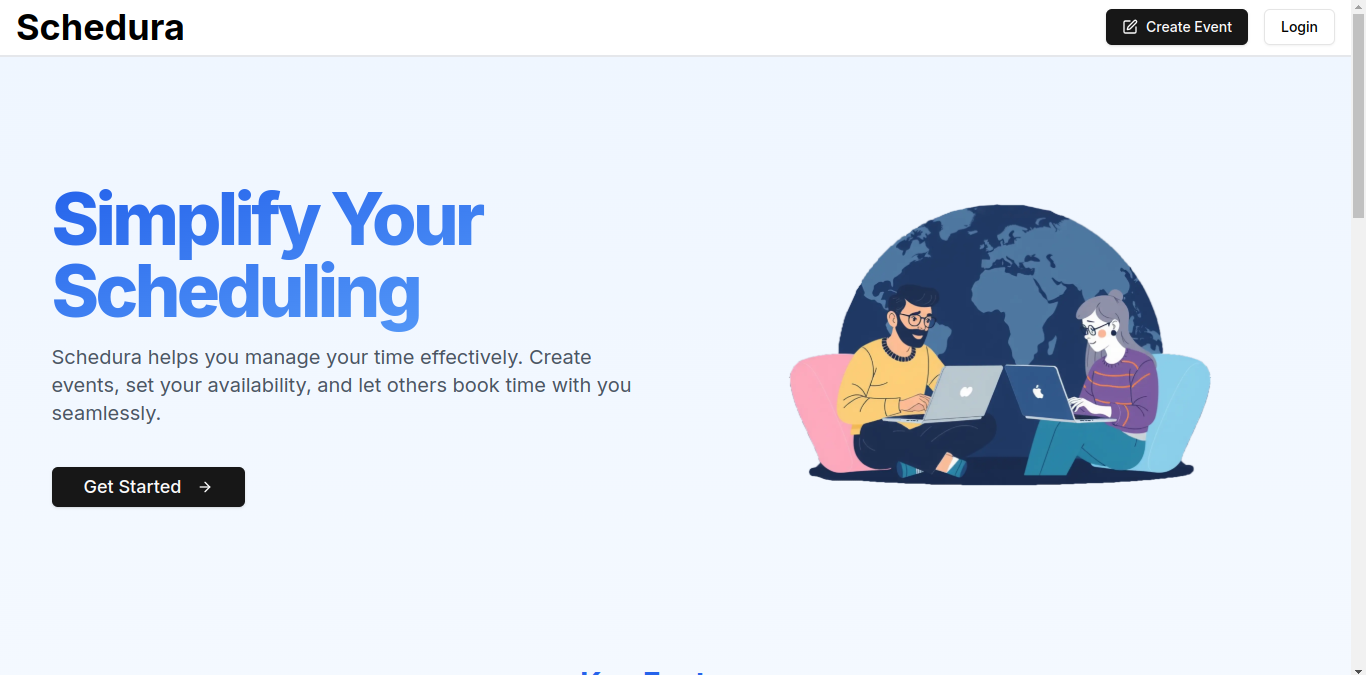 Schedura
Create Event
Login
Simplify Your
Scheduling
Schedura helps you manage your time effectively. Create
events, set your availability, and let others book time with you
seamlessly.
Get Started